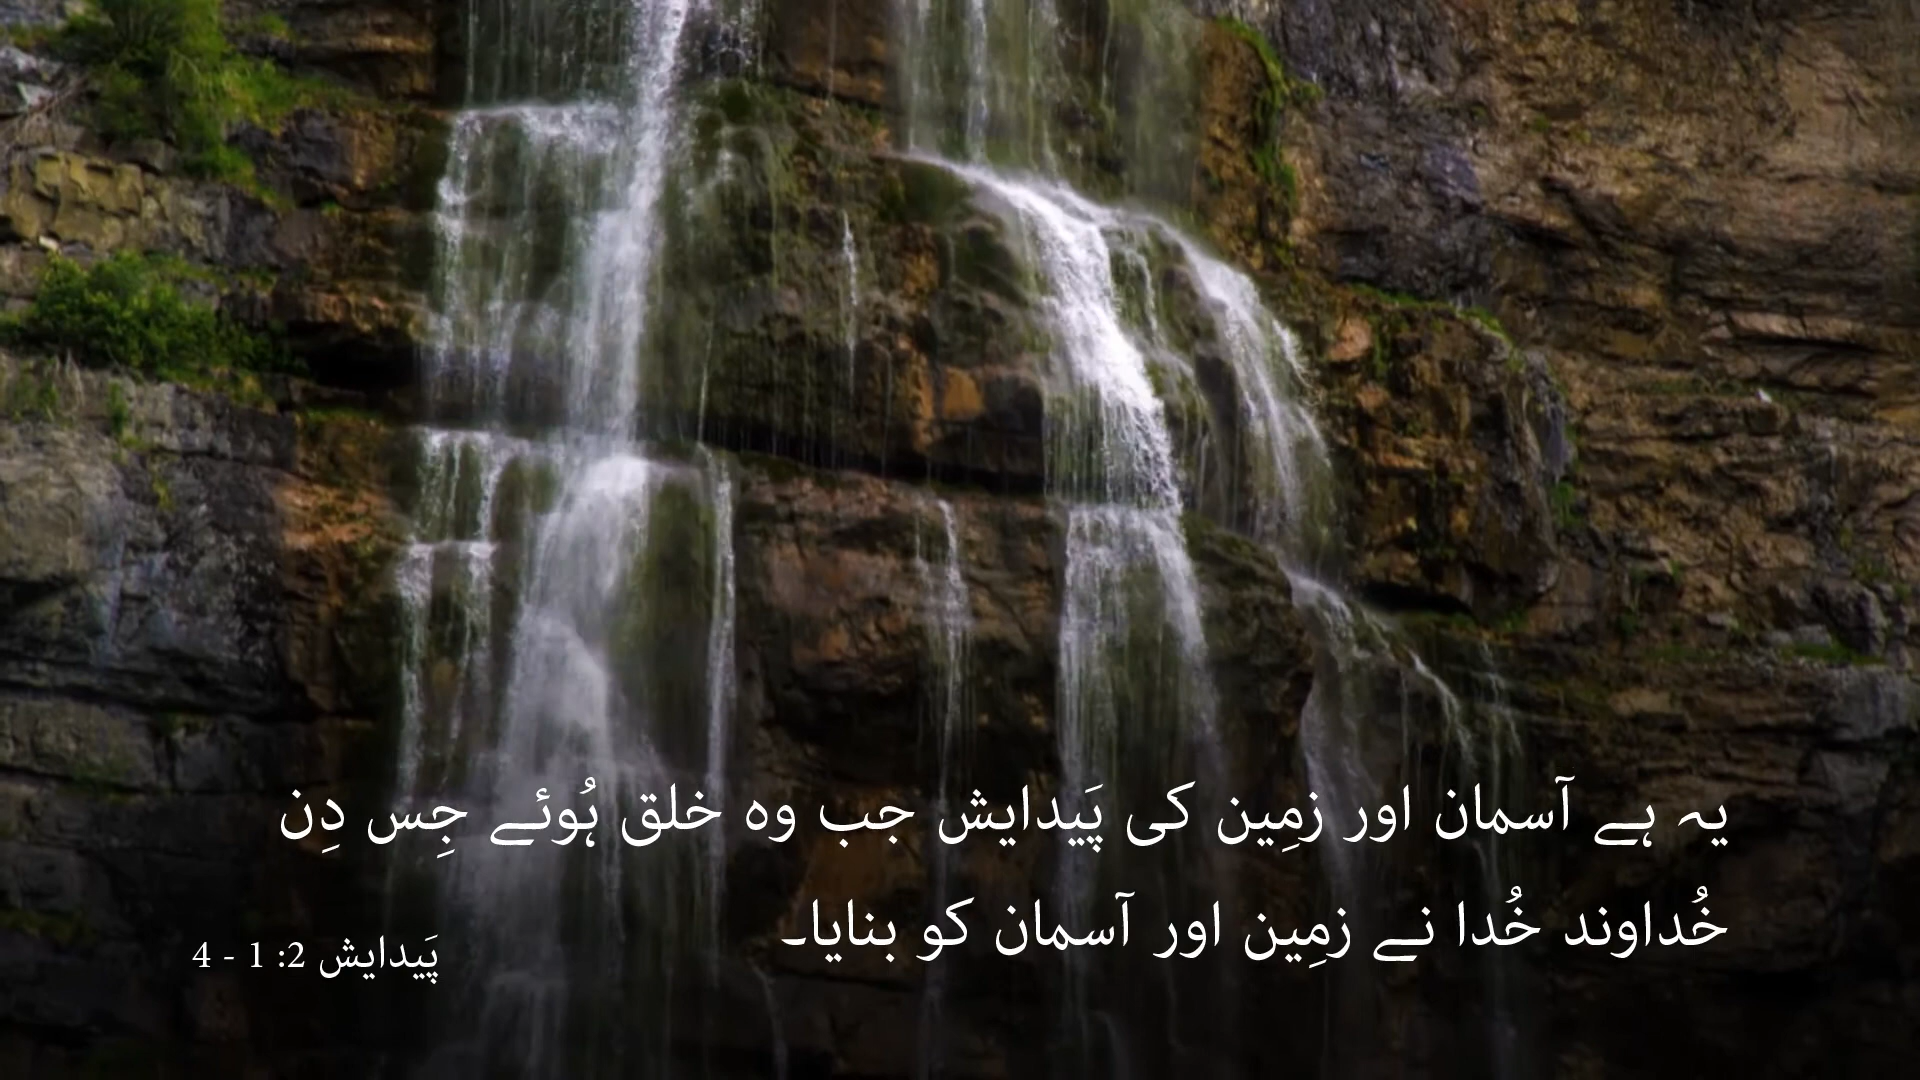 یہ ہے آسمان اور زمِین کی پَیدایش جب وہ خلق ہُوئے جِس دِن
خُداوند خُدا نے زمِین اور آسمان کو بنایا۔
پَیدایش 2: 1 - 4